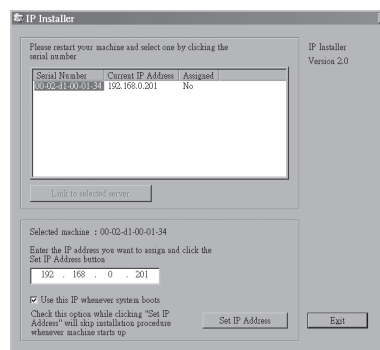 IP Installer
Please restart your machine and select one by clicking the
serial number
IP Installer
Version 2.0
Serial Number Current IP Address Assigned
00-02-d1-00-01-34 192.168.0.201 No
Link to selected server
Selected machine : 00-02-d1-00-01-34
Enter the IP address you want to assign and click the
Set IP Address button
192 . 168 . 0 . 201
Use this IP whenever system boots
Check this option while clicking "Set IP
Address" will skip installation procedure
whenever machine starts up
Set IP Address
Exit